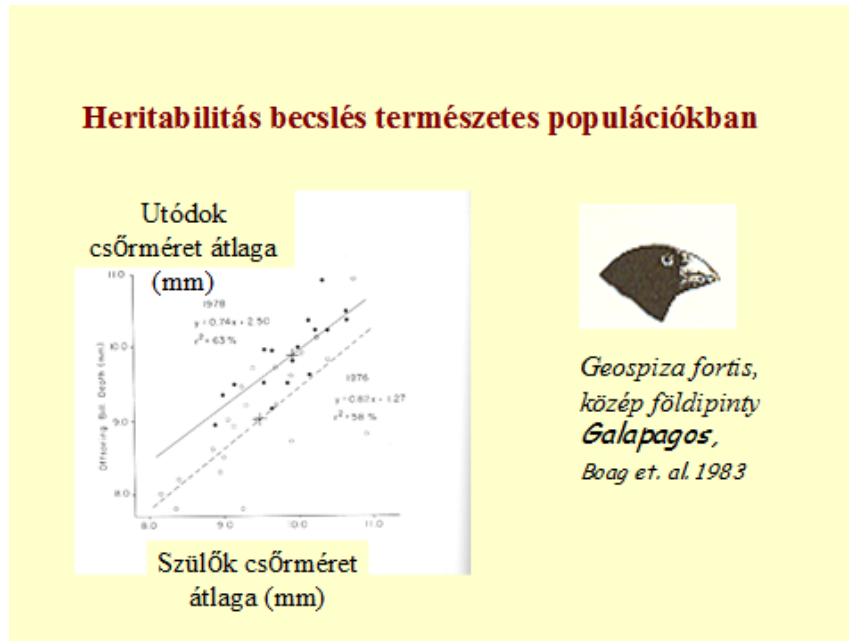 Heritabilitás becslés természetes populációkban
Utódok
csőrméret átlaga
(mm)
11.0
10.0
9.0
8.0
Offspring Bill Depth (mm)
1978
y=0.74x+2.50
r²=63%
1976
y=0.82x+1.27
r²=58%
8.0 9.0 10.0 11.0
Szülők csőrméret
átlaga (mm)
Geospiza fortis,
közép földipinty
Galapagos,
Boag et. al. 1983